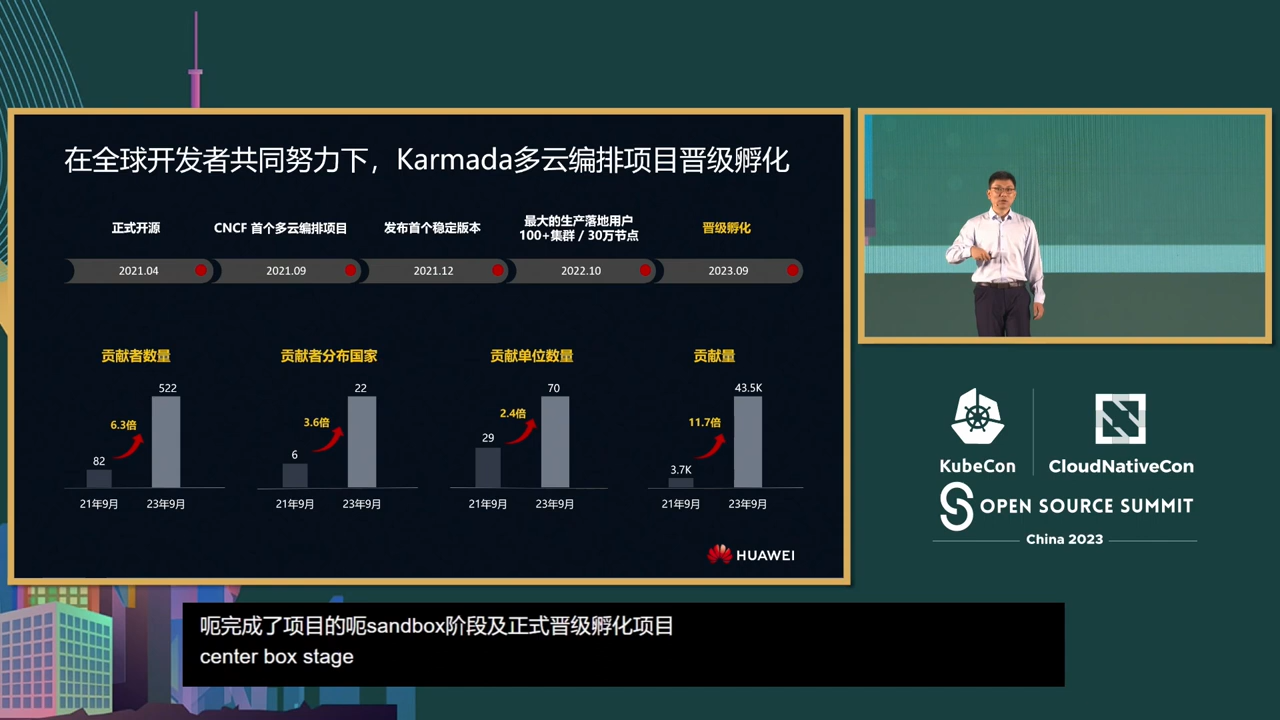 在全球开发者共同努力下，Karmada多云编排项目晋级孵化
正式开源
CNCF 首个多云编排项目
发布首个稳定版本
最大的生产落地用户
100+集群 / 30万节点
晋级孵化
2021.04
2021.09
2021.12
2022.10
2023.09
贡献者数量
522
6.3倍
82
21年9月
23年9月
贡献者分布国家
22
3.6倍
6
21年9月
23年9月
贡献单位数量
70
2.4倍
29
21年9月
23年9月
贡献量
43.5K
11.7倍
3.7K
21年9月
23年9月
HUAWEI
KubeCon
CloudNativeCon
OPEN SOURCE SUMMIT
China 2023
呃完成了项目的呃sandbox阶段及正式晋级孵化项目
center box stage